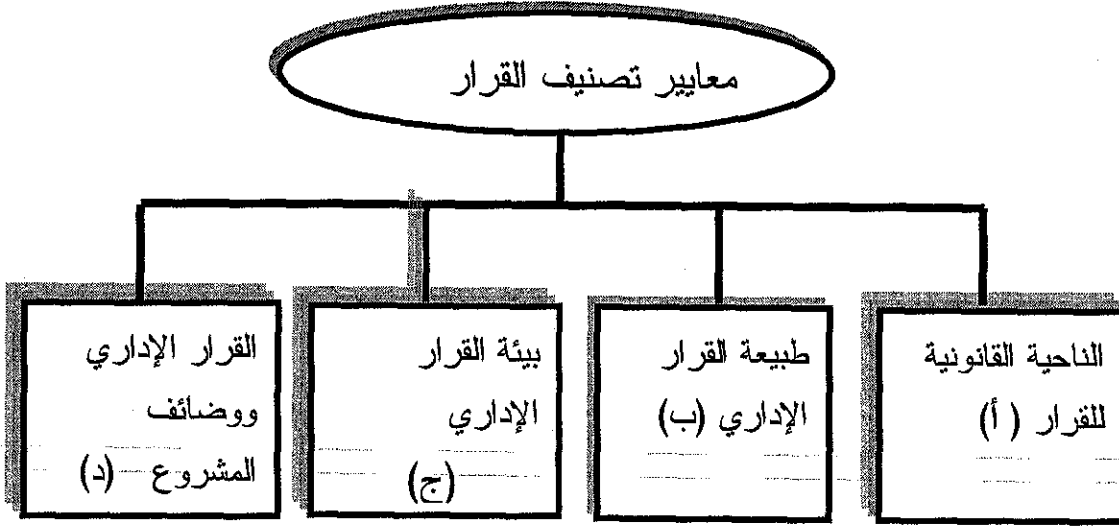 معايير تصنيف القرار
الناحية القانونية
للقرار (أ)
طبيعة القرار
الإداري (ب)
بيئة القرار
الإداري
(ج)
القرار الإداري
ووضائف
المشروع (د)